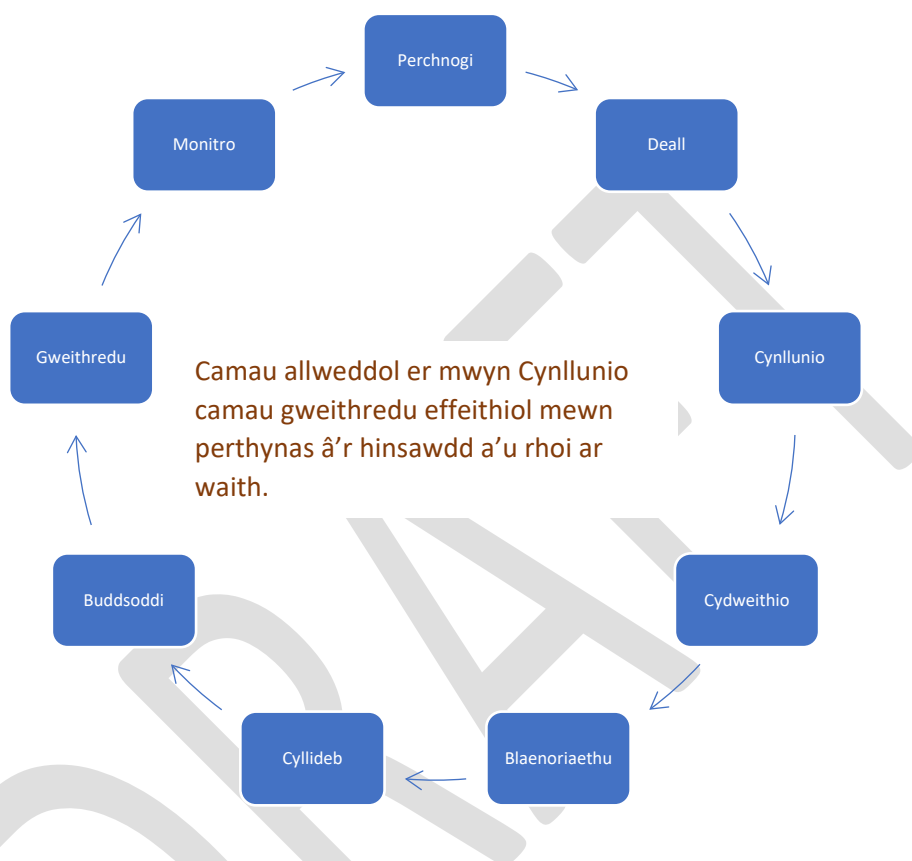 Perchnogi
Deall
Cynllunio
Cydweithio
Blaenoriaethu
Cyllideb
Buddsoddi
Gweithredu
Monitro
Camau allweddol er mwyn Cynllunio
camau gweithredu effeithiol mewn
perthynas â'r hinsawdd a'u rhoi ar
waith.